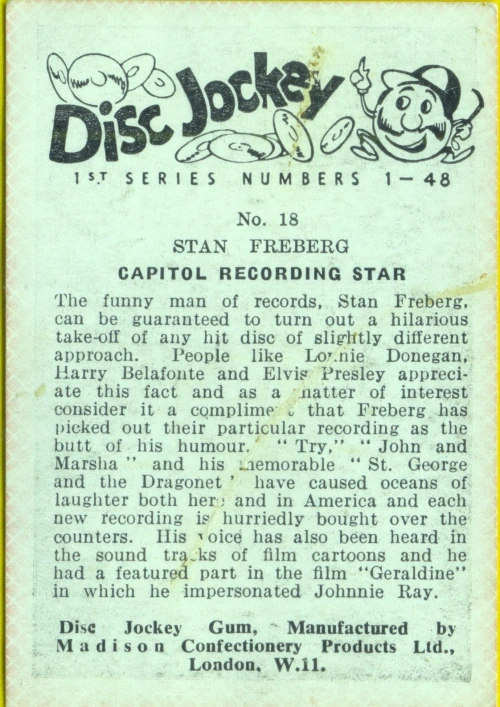 Disc Jockey
1ST SERIES NUMBERS 1-48
No. 18
STAN FREBERG
CAPITOL RECORDING STAR
The funny man of records, Stan Freberg,
can be guaranteed to turn out a hilarious
take-off of any hit disc of slightly different
approach. People like Lonnie Donegan,
Harry Belafonte and Elvis Presley appreci-
ate this fact and as a matter of interest
consider it a compliment that Freberg has
picked out their particular recording as the
butt of his humour. "Try," "John and
Marsha" and his memorable "St. George
and the Dragonet" have caused oceans of
laughter both here and in America and each
new recording is hurriedly bought over the
counters. His voice has also been heard in
the sound tracks of film cartoons and he
had a featured part in the film "Geraldine"
in which he impersonated Johnnie Ray.
Disc Jockey Gum, Manufactured by
Madison Confectionery Products Ltd.,
London, W.11.